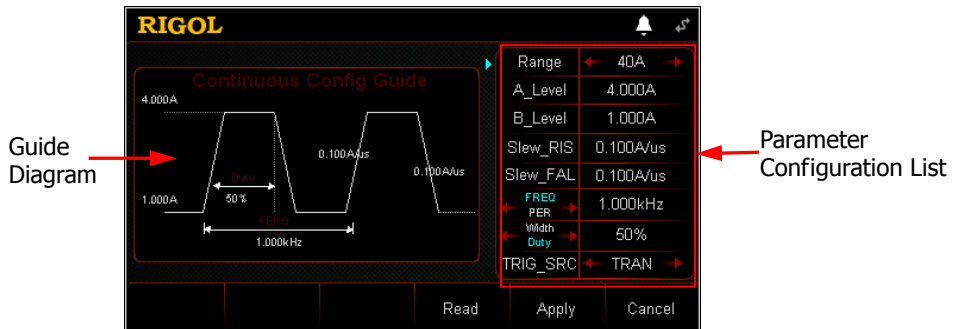 RIGOL
Guide
Diagram
Continuous Config Guide
4.000A
0.100A/us
0.100A/us
Duty
50%
1.000A
FERQ
1.000kHz
Range 40A
A_Level 4.000A
B_Level 1.000A
Slew_RIS 0.100A/us
Slew_FAL 0.100A/us
FREQ
PER
1.000kHz
Width
Duty
50%
TRIG_SRC TRAN
Read Apply Cancel
Parameter
Configuration List